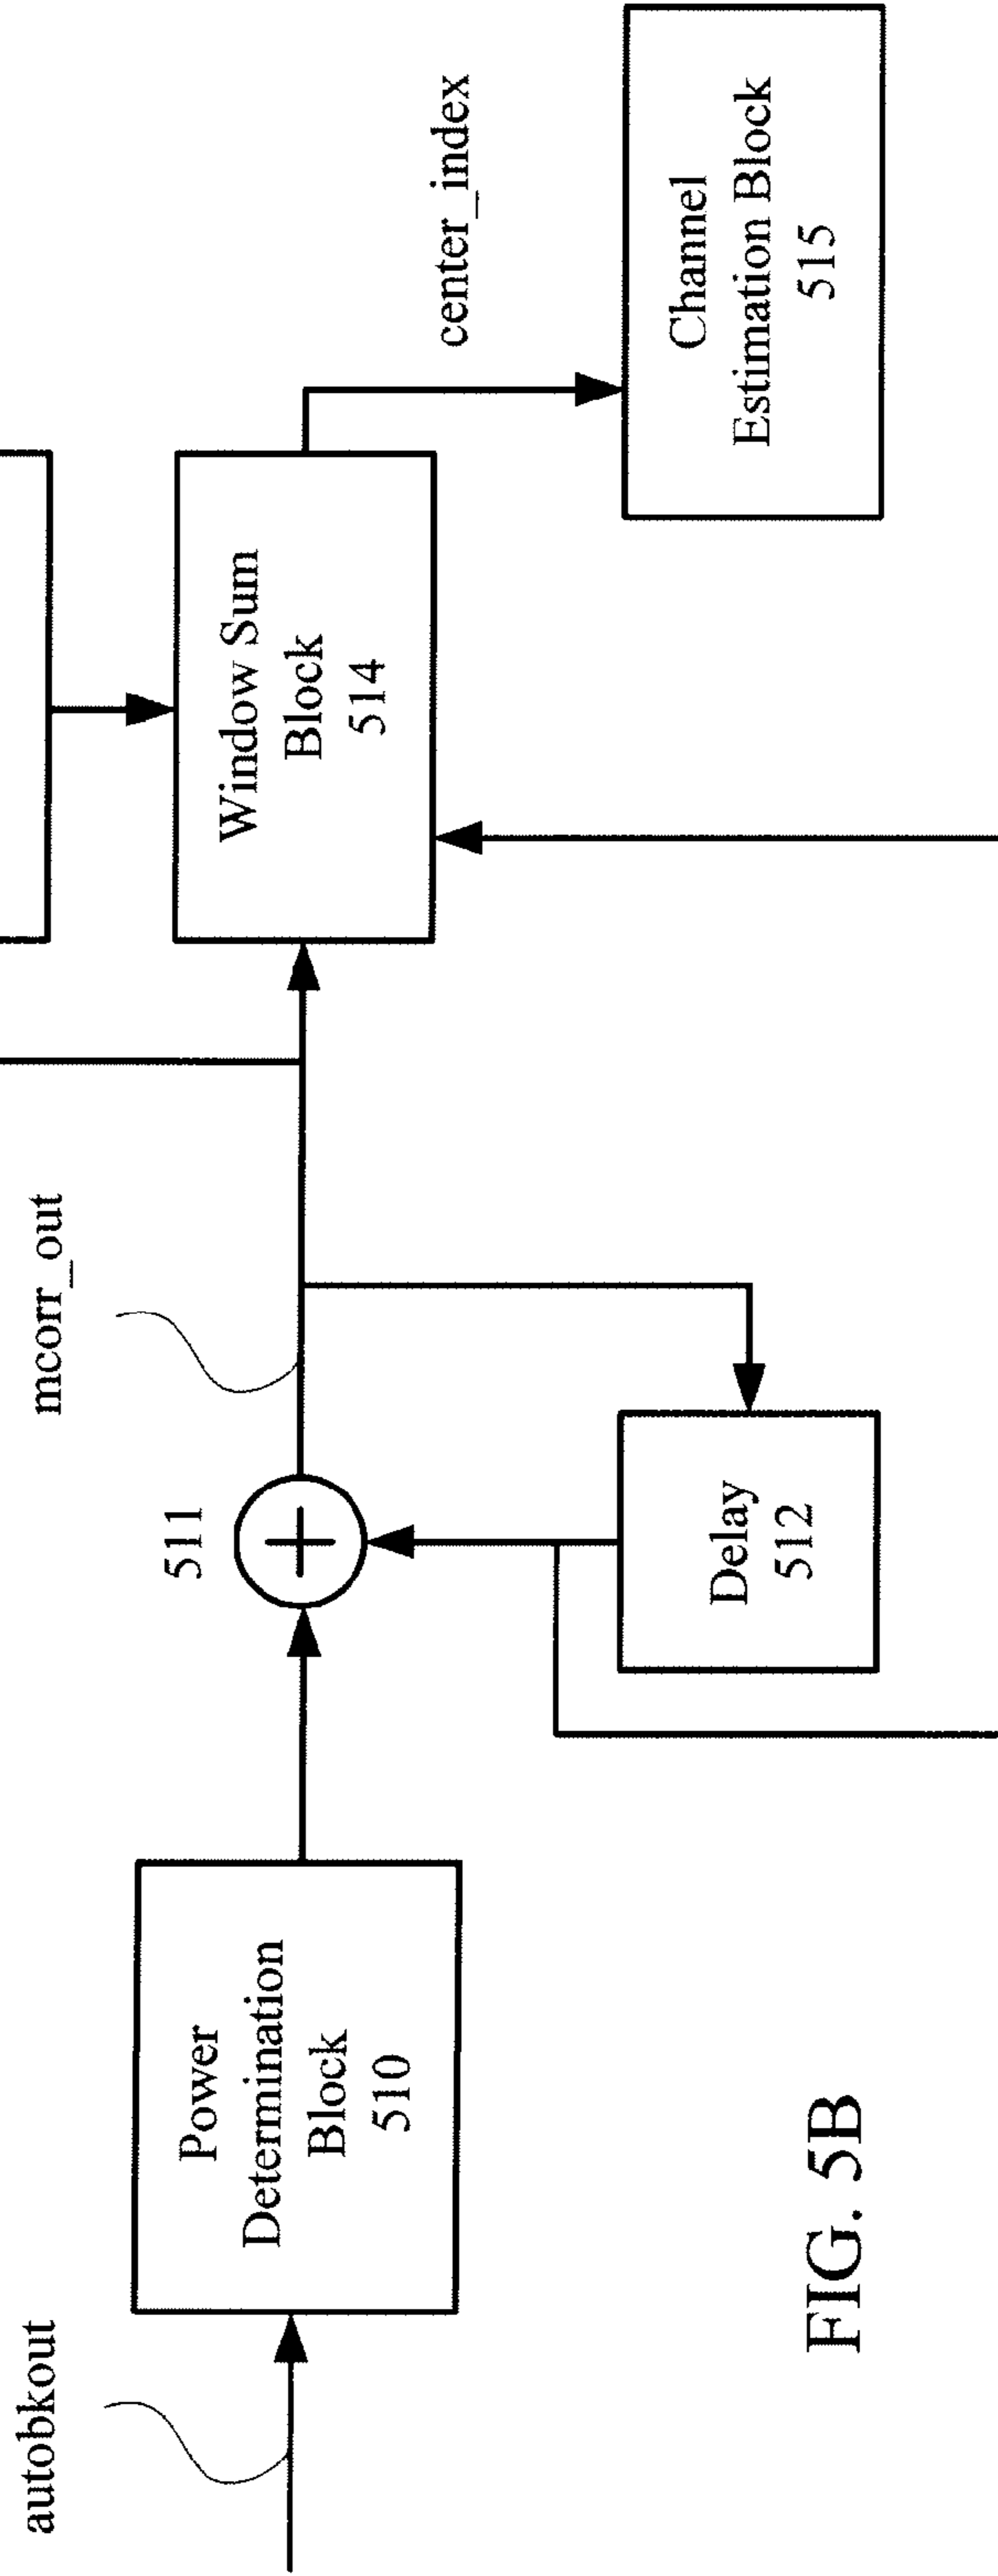 autobkout
Power
Determination
Block
510
511
mcorr_out
Delay
512
Window Sum
Block
514
center_index
Channel
Estimation Block
515
FIG. 5B